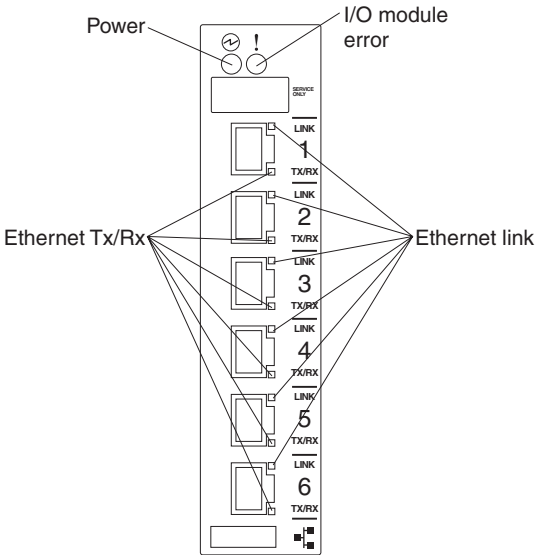 Power
I/O module
error
!
SERVICE
ONLY
LINK
1
TX/RX
LINK
2
TX/RX
Ethernet Tx/Rx
Ethernet link
LINK
3
TX/RX
LINK
4
TX/RX
LINK
5
TX/RX
LINK
6
TX/RX